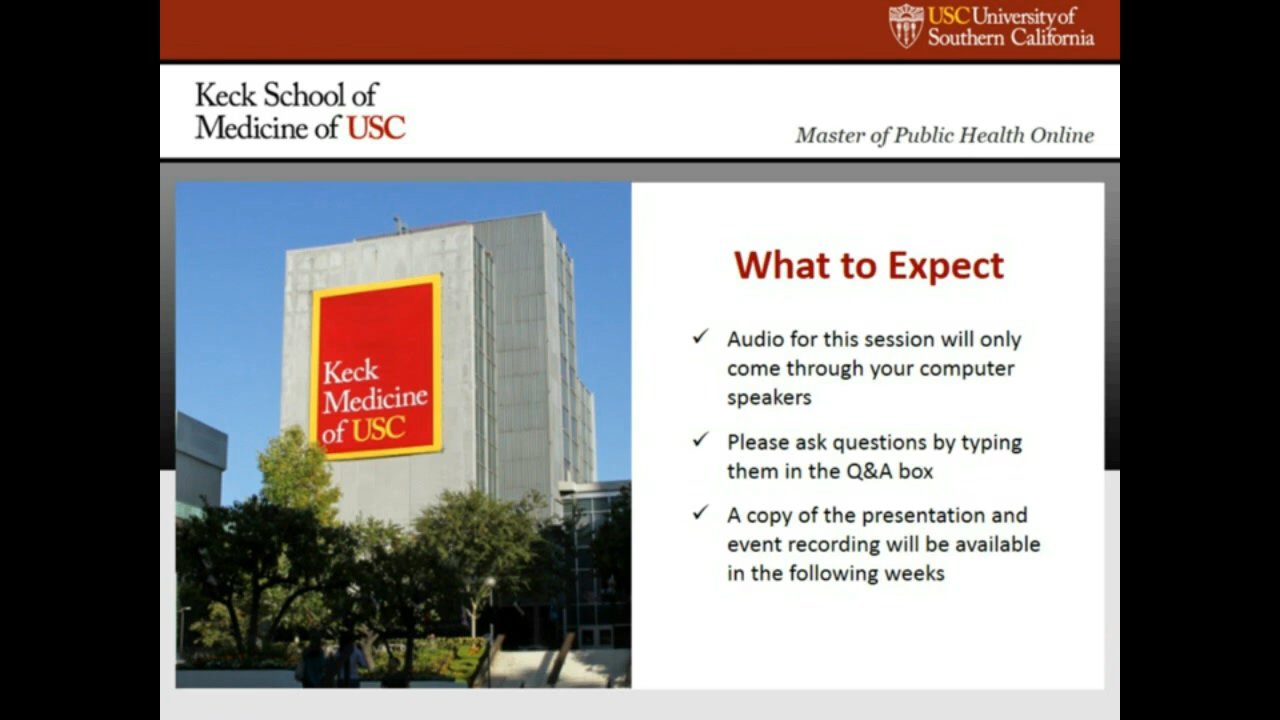 USC University of
Southern California
Keck School of
Medicine of USC
Master of Public Health Online
Keck
Medicine
of USC
What to Expect
✓ Audio for this session will only
come through your computer
speakers
✓ Please ask questions by typing
them in the Q&A box
✓ A copy of the presentation and
event recording will be available
in the following weeks